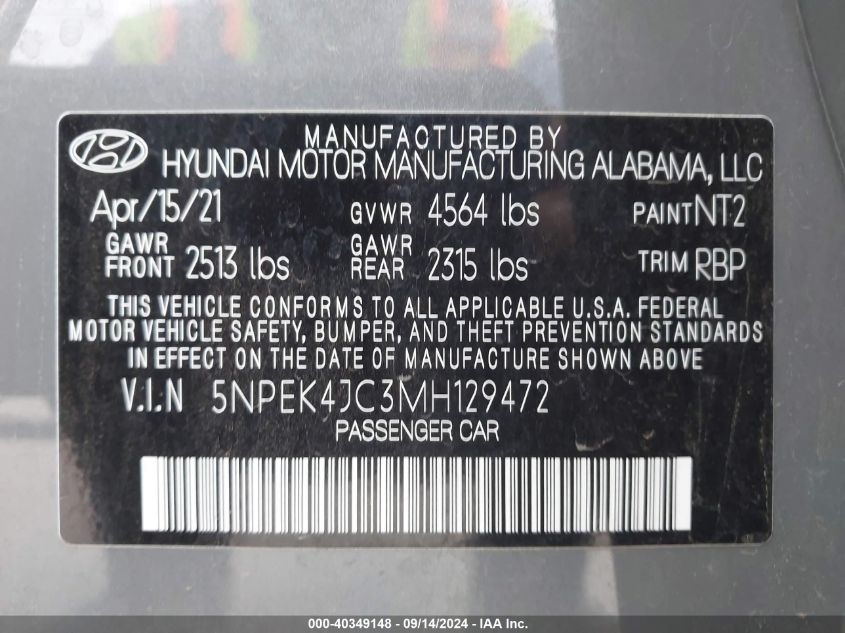 MANUFACTURED BY
HYUNDAI MOTOR MANUFACTURING ALABAMA, LLC
Apr/15/21 GVWR 4564 lbs PAINT NT2
GAWR FRONT 2513 lbs GAWR REAR 2315 lbs TRIM RBP
THIS VEHICLE CONFORMS TO ALL APPLICABLE U.S.A. FEDERAL
MOTOR VEHICLE SAFETY, BUMPER, AND THEFT PREVENTION STANDARDS
IN EFFECT ON THE DATE OF MANUFACTURE SHOWN ABOVE
V.I.N 5NPEK4JC3MH129472
PASSENGER CAR
000-40349148 - 09/14/2024 - IAA Inc.